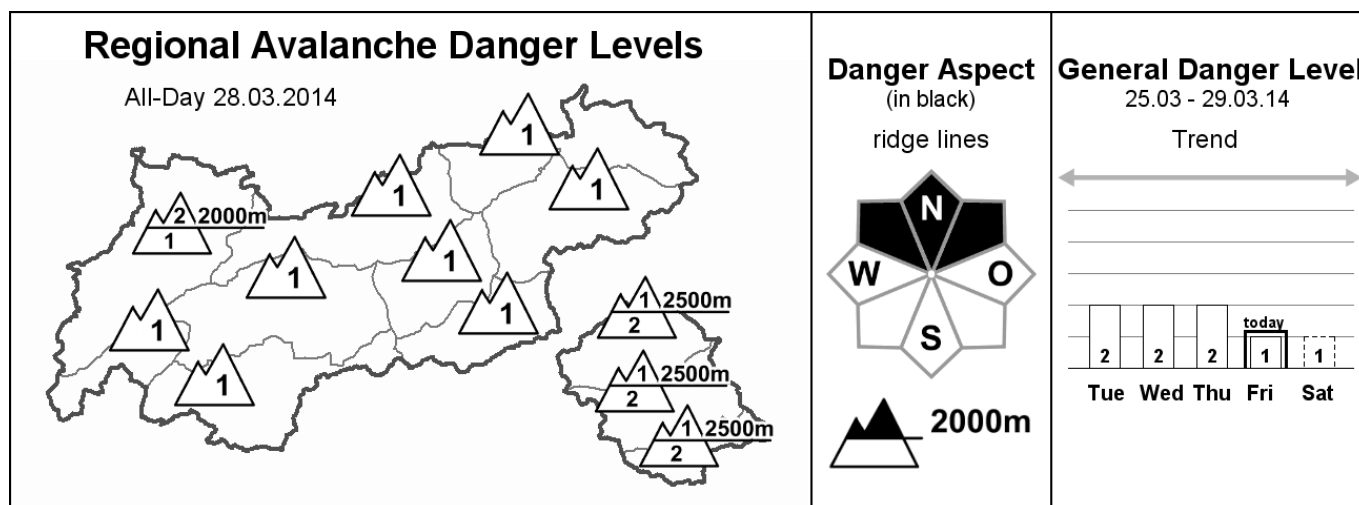 Regional Avalanche Danger Levels
All-Day 28.03.2014
1
1
1
1
2 2000m
1
1
1
1
1
1
1 2500m
2
1 2500m
2
1 2500m
2
Danger Aspect
(in black)
ridge lines
N
W O
S
2000m
General Danger Level
25.03 - 29.03.14
Trend
today
2 2 2 1 1
Tue Wed Thu Fri Sat